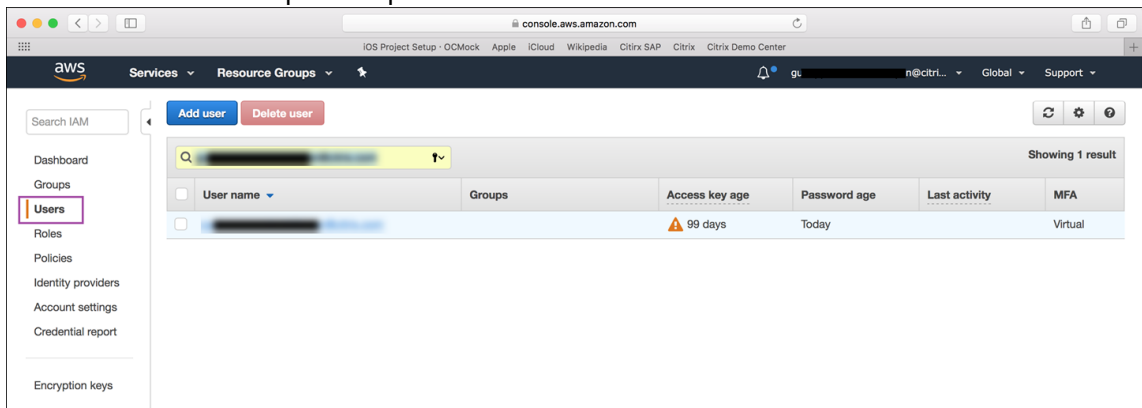 console.aws.amazon.com
iOS Project Setup · OCMock Apple iCloud Wikipedia Citirx SAP Citrix Citrix Demo Center
aws Services Resource Groups gu n@citri... Global Support
Search IAM
Add user Delete user
Showing 1 result
Dashboard
Groups
Users
Roles
Policies
Identity providers
Account settings
Credential report
Encryption keys
User name Groups Access key age Password age Last activity MFA
99 days Today Virtual